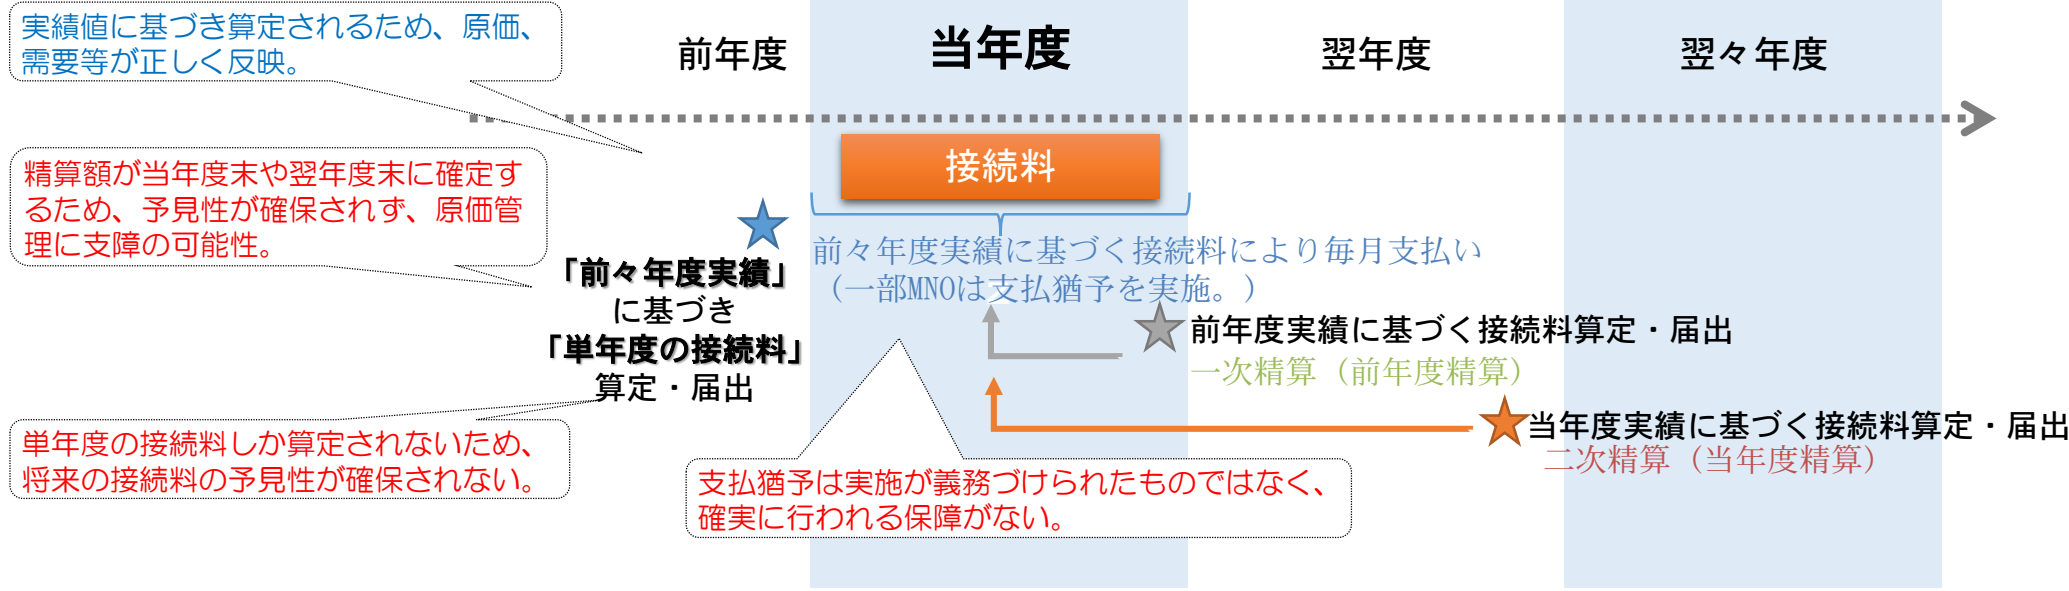 実績値に基づき算定されるため、原価、
需要等が正しく反映。
前年度
当年度
翌年度
翌々年度
接続料
精算額が当年度末や翌年度末に確定す
るため、予見性が確保されず、原価管
理に支障の可能性。
「前々年度実績」
に基づき
「単年度の接続料」
算定・届出
前々年度実績に基づく接続料により毎月支払い
（一部MNOは支払猶予を実施。）
前年度実績に基づく接続料算定・届出
一次精算（前年度精算）
当年度実績に基づく接続料算定・届出
二次精算（当年度精算）
単年度の接続料しか算定されないため、
将来の接続料の予見性が確保されない。
支払猶予は実施が義務づけられたものではなく、
確実に行われる保障がない。